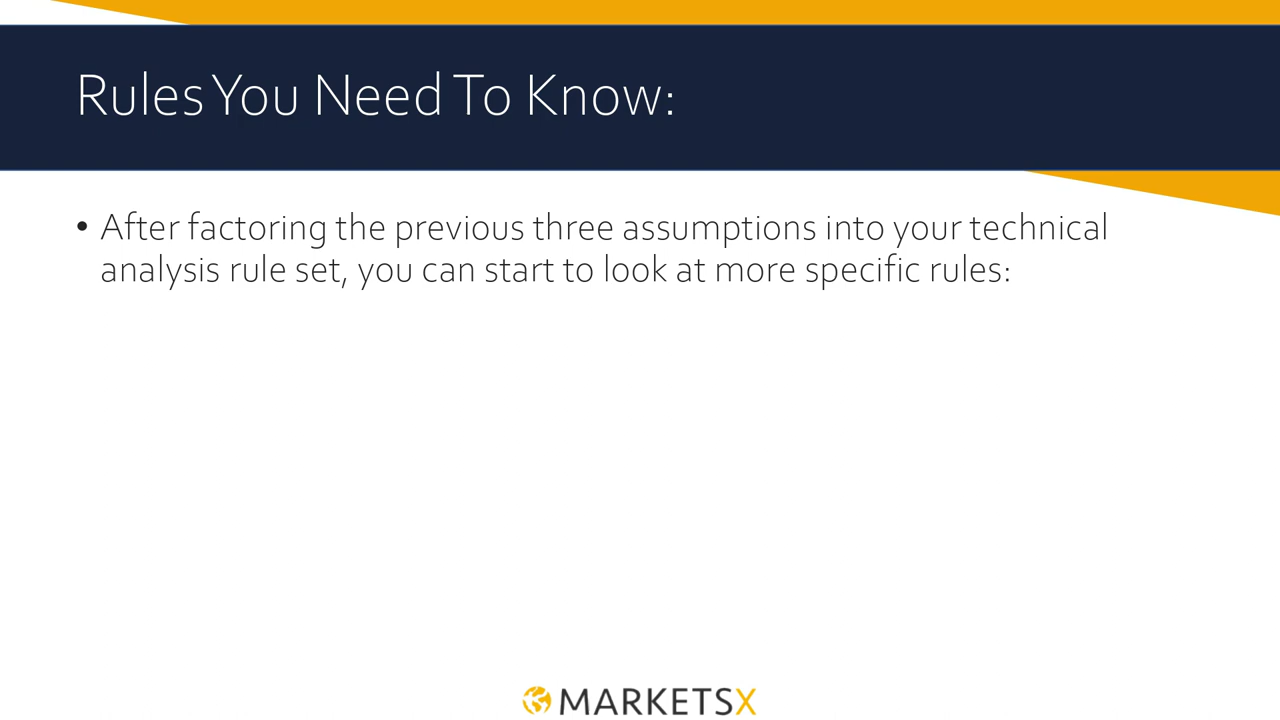 Rules You Need To Know:
• After factoring the previous three assumptions into your technical
analysis rule set, you can start to look at more specific rules:
MARKETSX